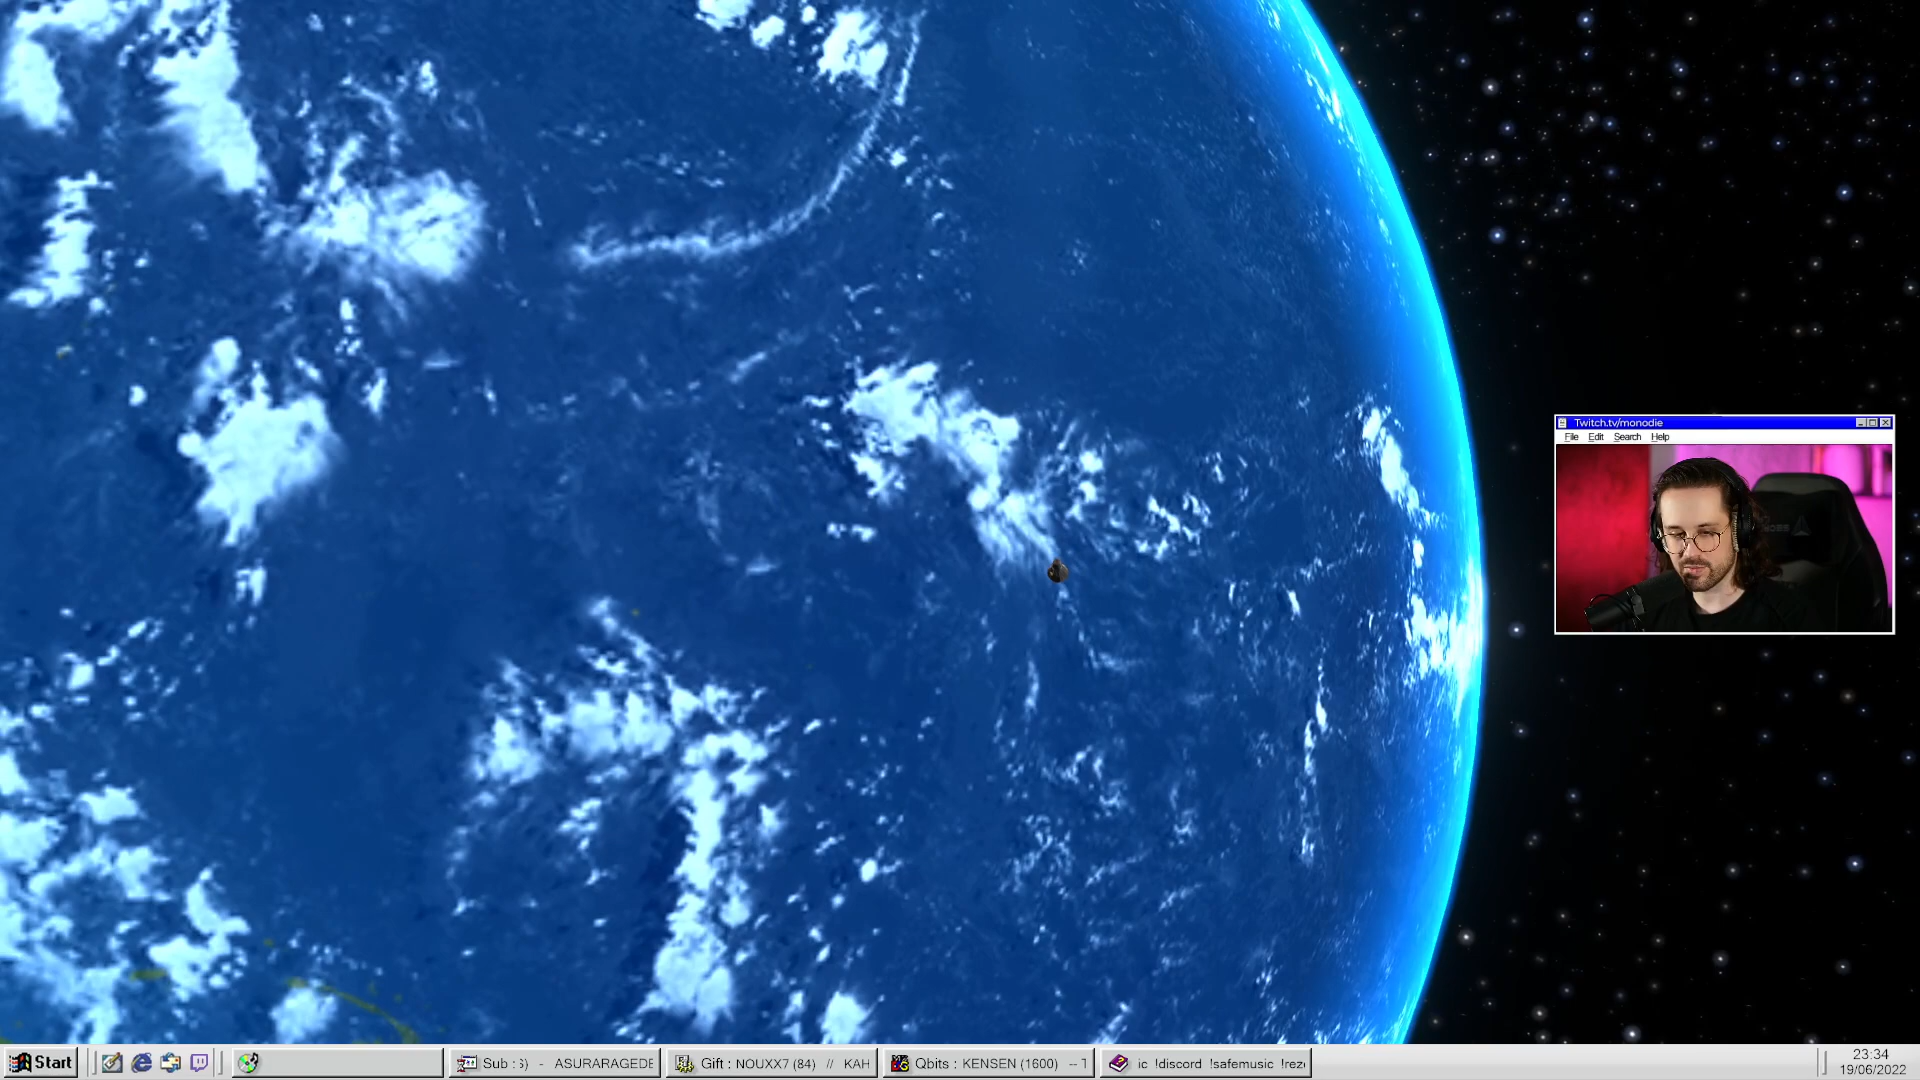 Twitch.tv/monodie
File Edit Search Help
Start
Sub : S) - ASURARAGEDE
Gift : NOUXX7 (84) // KAH
Qbits : KENSEN (1600) -- T
ic !discord !safemusic !rez
23:34
19/06/2022